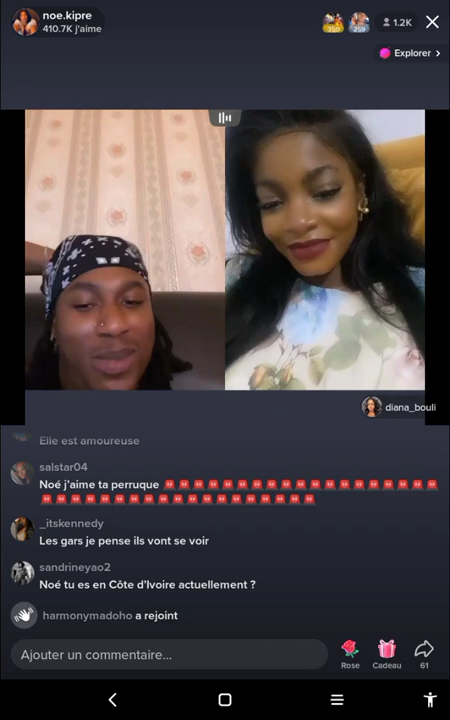 noe.kipre
410.7K j'aime
350
259
1.2K
Explorer
diana_bouli
Elle est amoureuse
salstar04
Noé j'aime ta perruque 🚨🚨🚨🚨🚨🚨🚨🚨🚨🚨🚨🚨🚨🚨🚨🚨🚨🚨🚨
🚨🚨🚨🚨🚨🚨🚨🚨🚨🚨🚨🚨🚨🚨🚨🚨🚨🚨🚨
_itskennedy
Les gars je pense ils vont se voir
sandrineyao2
Noé tu es en Côte d'Ivoire actuellement ?
harmonymadoho a rejoint
Ajouter un commentaire...
Rose
Cadeau
61